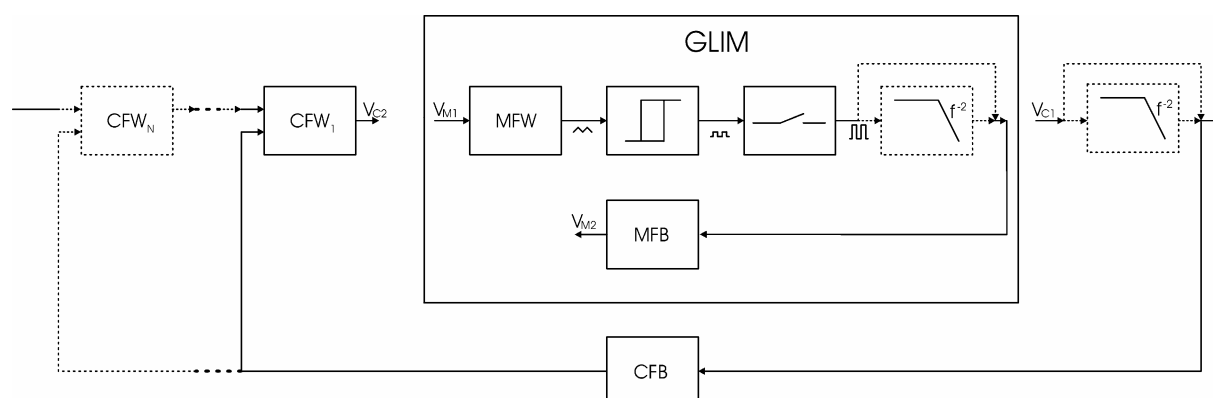 GLIM
CFW_N
CFW_1
V_C2
V_M1
MFW
f^-2
V_C1
f^-2
V_M2
MFB
CFB